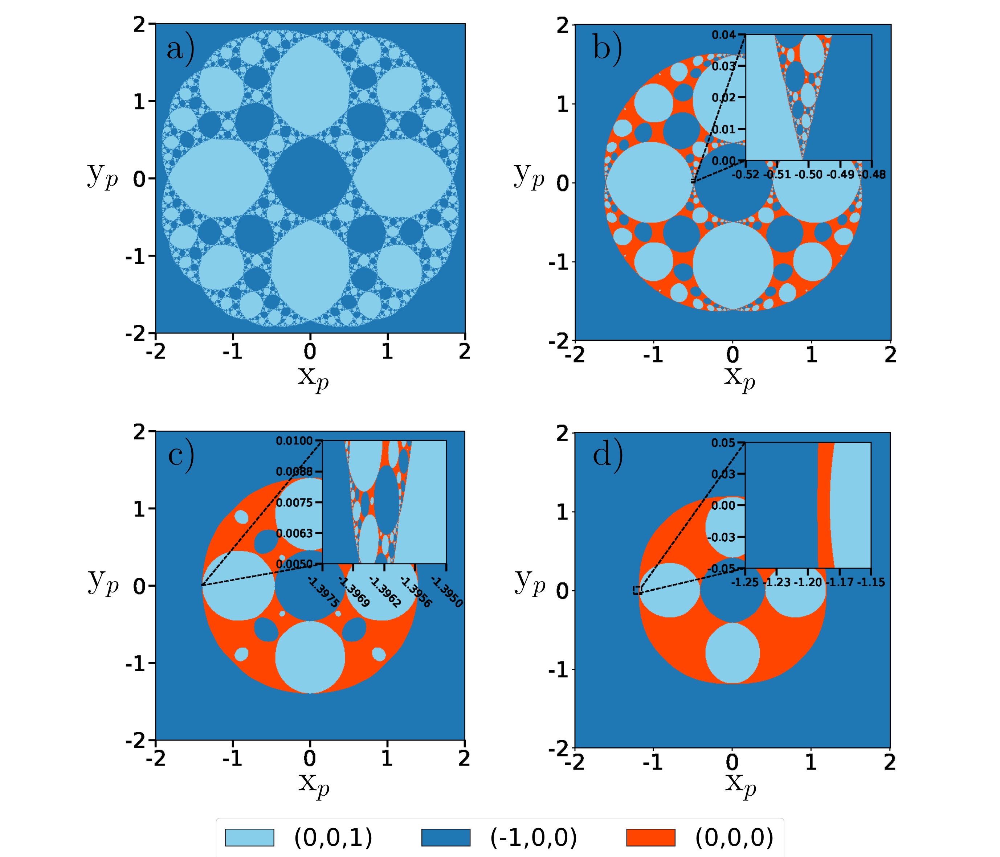 a)
2
1
0
-1
-2
y_p
-2 -1 0 1 2
x_p
b)
2
1
0
-1
-2
y_p
-2 -1 0 1 2
x_p
0.04
0.03
0.02
0.01
0.00
-0.52 -0.51 -0.50 -0.49 -0.48
c)
2
1
0
-1
-2
y_p
-2 -1 0 1 2
x_p
0.0100
0.0088
0.0075
0.0063
0.0050
-1.3975 -1.3969 -1.3962 -1.3956 -1.3950
d)
2
1
0
-1
-2
y_p
-2 -1 0 1 2
x_p
0.05
0.03
0.00
-0.03
-0.05
-1.25 -1.23 -1.20 -1.17 -1.15
(0,0,1) (-1,0,0) (0,0,0)